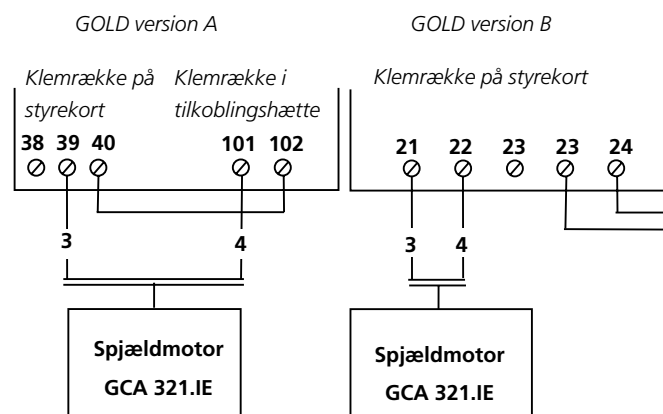 GOLD version A
Klemrække på
styrekort
Klemrække i
tilkoblingshætte
38 39 40 101 102
3 4
Spjældmotor
GCA 321.IE
GOLD version B
Klemrække på styrekort
21 22 23 23 24
3 4
Spjældmotor
GCA 321.IE